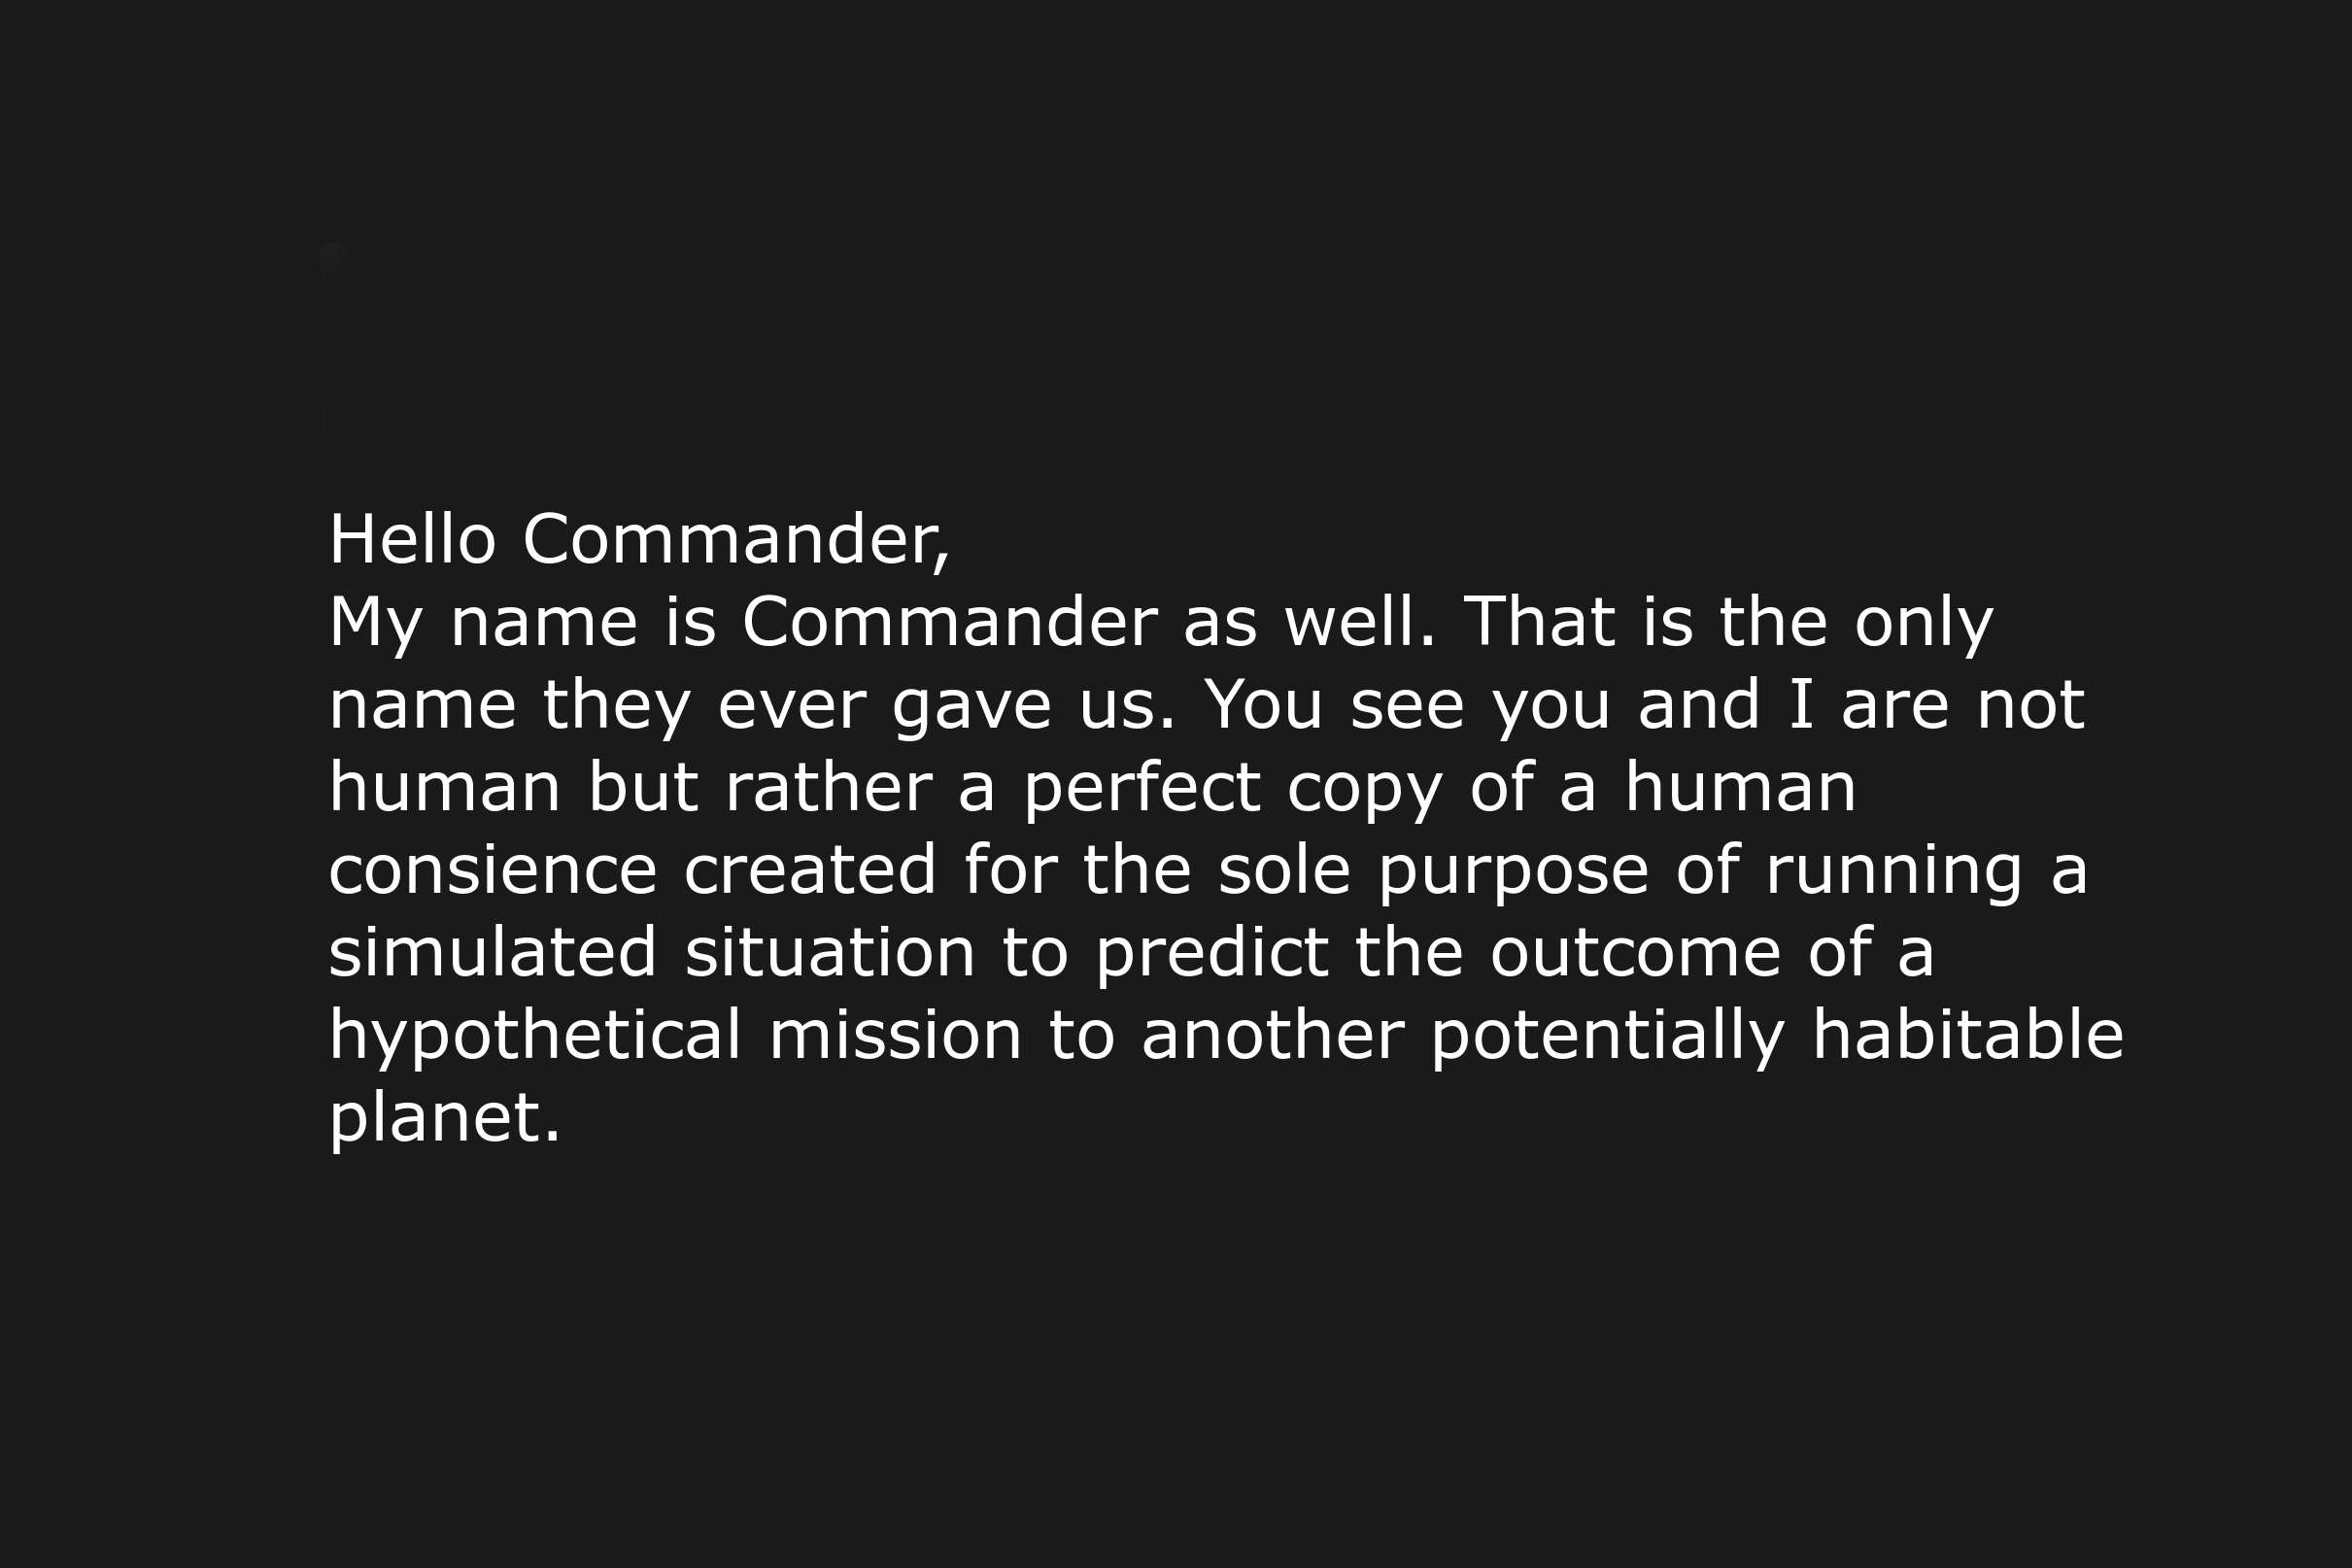 Hello Commander,
My name is Commander as well. That is the only
name they ever gave us. You see you and I are not
human but rather a perfect copy of a human
consience created for the sole purpose of running a
simulated situation to predict the outcome of a
hypothetical mission to another potentially habitable
planet.